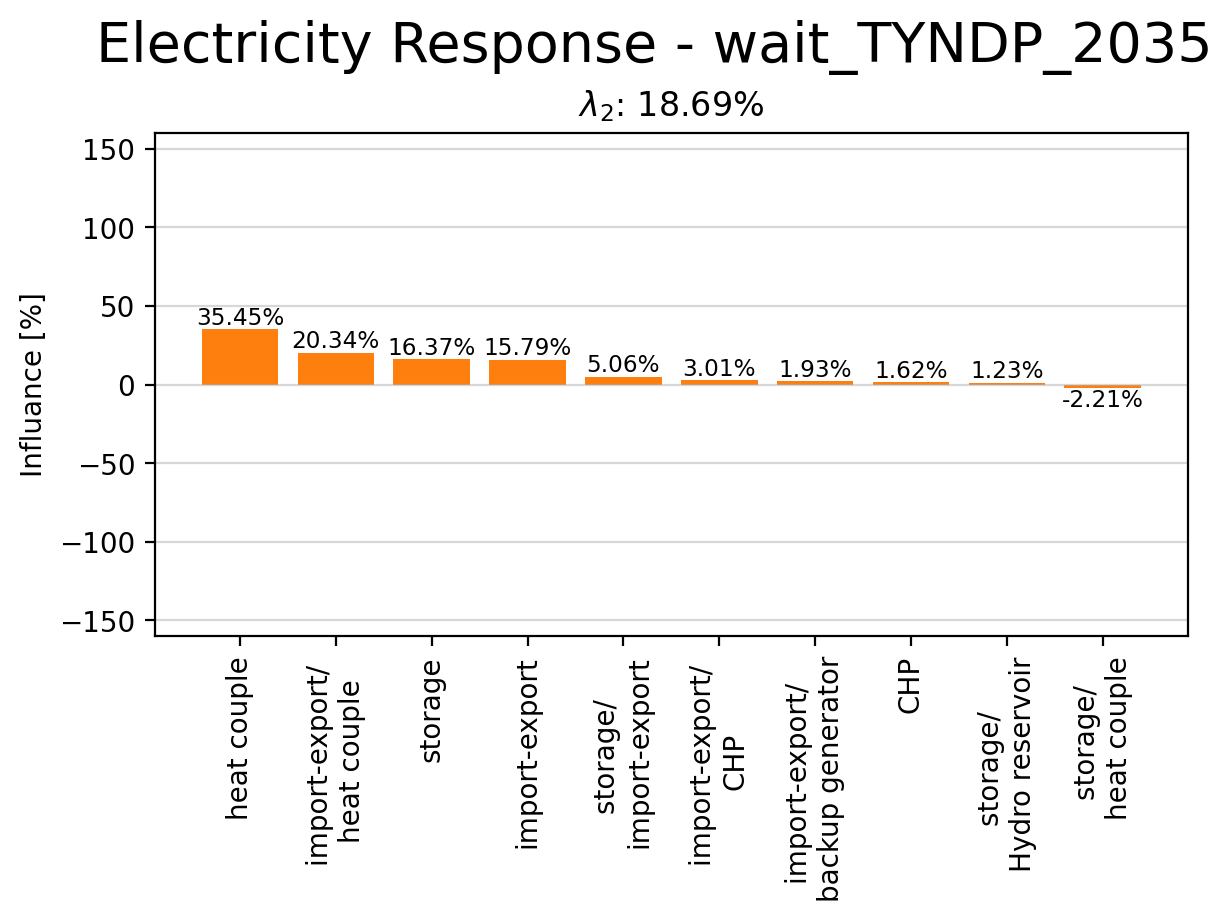 Electricity Response - wait_TYNDP_2035
λ₂: 18.69%
Influance [%]
150
100
50
0
−50
−100
−150
35.45%
20.34%
16.37%
15.79%
5.06%
3.01%
1.93%
1.62%
1.23%
-2.21%
heat couple
import-export/
heat couple
storage
import-export
storage/
import-export
import-export/
CHP
import-export/
backup generator
CHP
storage/
Hydro reservoir
storage/
heat couple